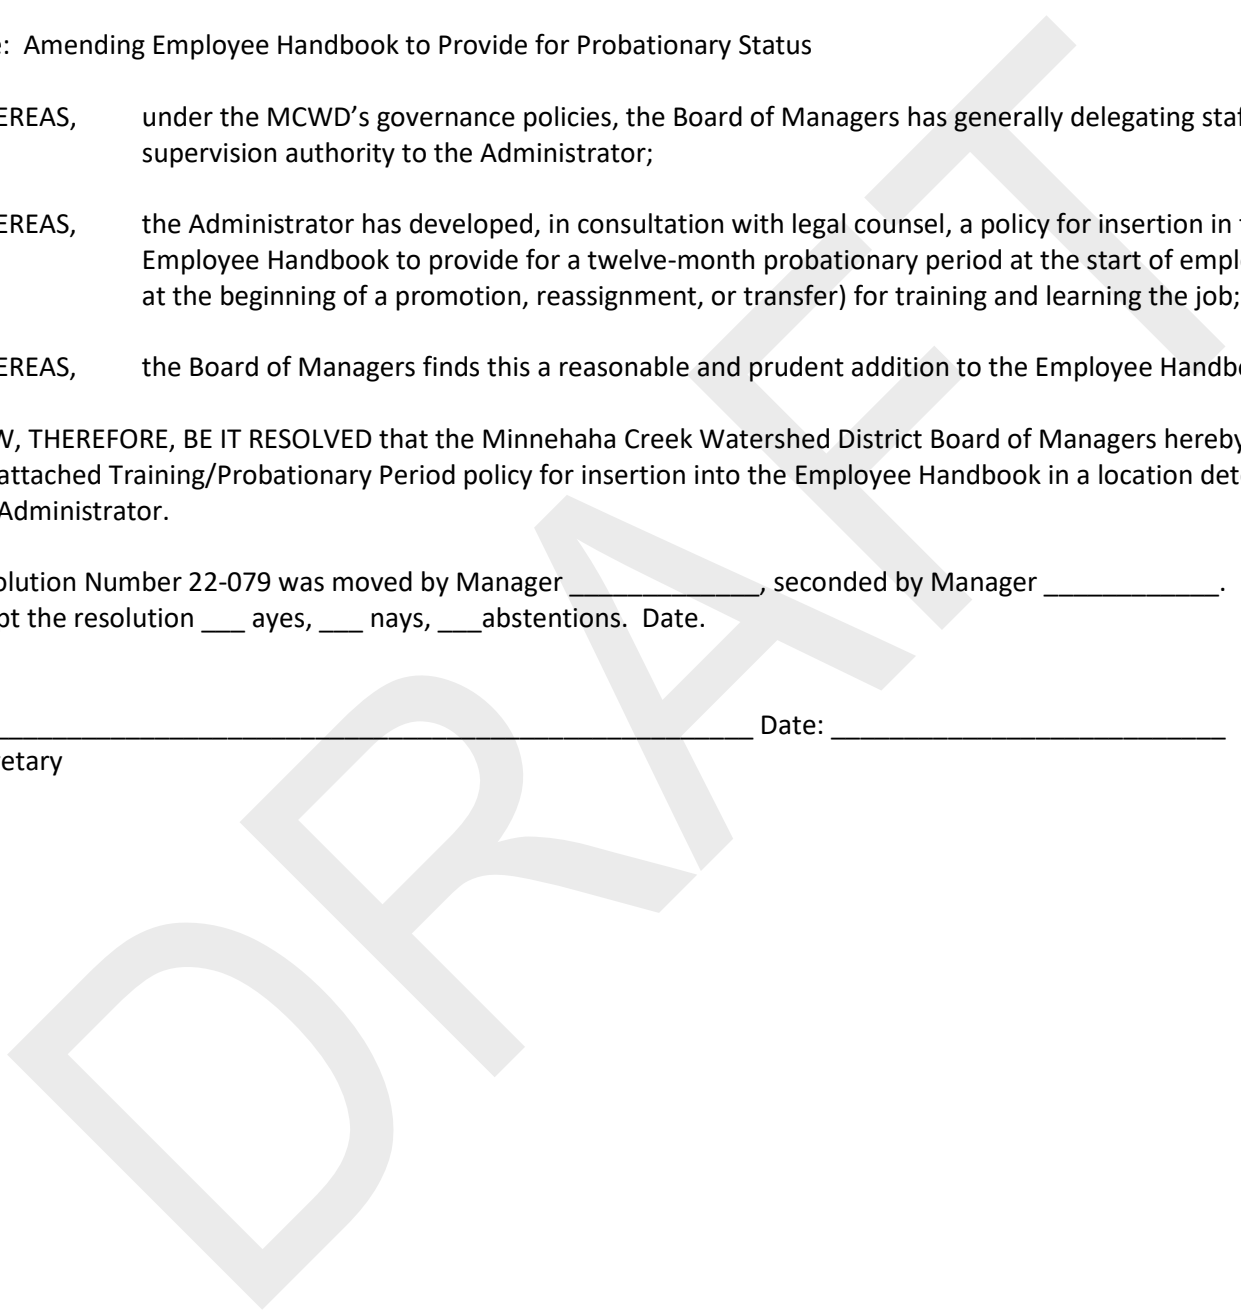 e: Amending Employee Handbook to Provide for Probationary Status
EREAS, under the MCWD’s governance policies, the Board of Managers has generally delegating
supervision authority to the Administrator;
EREAS, the Administrator has developed, in consultation with legal counsel, a policy for insertion in
Employee Handbook to provide for a twelve-month probationary period at the start of
at the beginning of a promotion, reassignment, or transfer) for training and learning the job;
EREAS, the Board of Managers finds this a reasonable and prudent addition to the Employee
W, THEREFORE, BE IT RESOLVED that the Minnehaha Creek Watershed District Board of Managers hereby
attached Training/Probationary Period policy for insertion into the Employee Handbook in a location
Administrator.
olution Number 22-079 was moved by Manager _____________, seconded by Manager ____________.
pt the resolution ___ ayes, ___ nays, ___abstentions. Date.
____________________________________________________ Date: ___________________________
etary
DRAFT